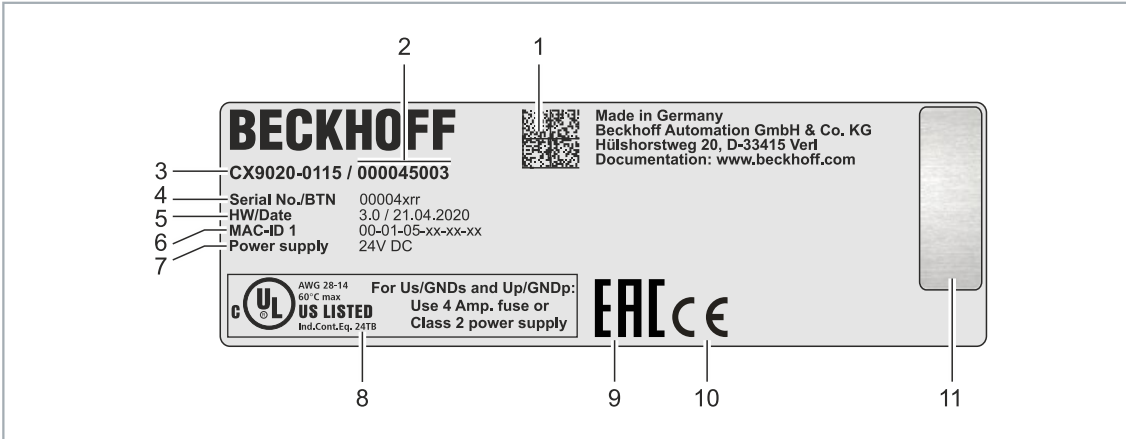 2
1
BECKHOFF
Made in Germany
Beckhoff Automation GmbH & Co. KG
Hülshorstweg 20, D-33415 Verl
Documentation: www.beckhoff.com
3
CX9020-0115 / 000045003
4
Serial No./BTN 00004xrr
5
HW/Date 3.0 / 21.04.2020
6
MAC-ID 1 00-01-05-xx-xx-xx
7
Power supply 24V DC
C UL ®
AWG 28-14
60°C max
US LISTED
Ind.Cont.Eq. 24TB
For Us/GNDs and Up/GNDp:
Use 4 Amp. fuse or
Class 2 power supply
EAC CE
8
9
10
11